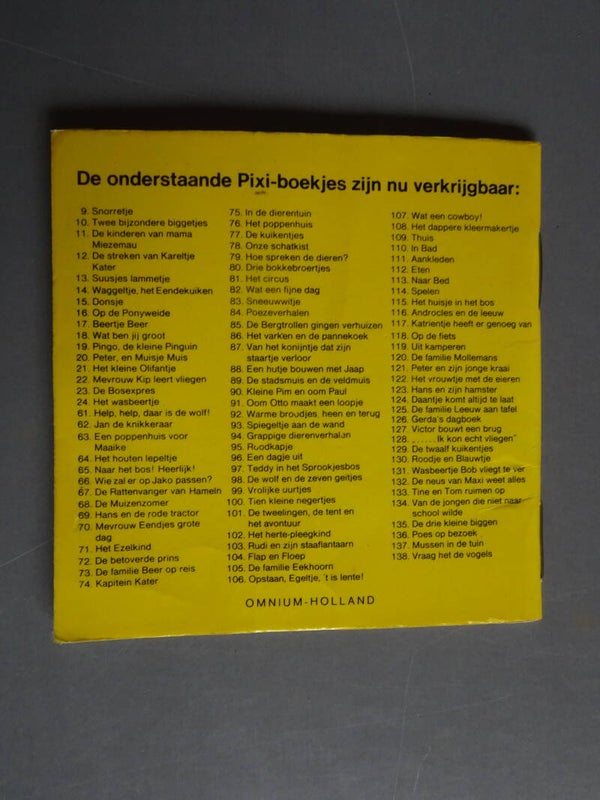 De onderstaande Pixi-boekjes zijn nu verkrijgbaar:
9. Snorretje
10. Twee bijzondere biggetjes
11. De kinderen van mama
Miezemau
12. De streken van Kareltje
Kater
13. Suusjes lammetje
14. Waggeltje, het Eendekuiken
15. Donsje
16. Op de Ponyweide
17. Beertje Beer
18. Wat ben jij groot
19. Pingo, de kleine Pinguin
20. Peter, en Muisje Muis
21. Het kleine Olifantje
22. Mevrouw Kip leert vliegen
23. De Bosexpres
24. Het wasbeertje
61. Help, help, daar is de wolf!
62. Jan de knikkeraar
63. Een poppenhuis voor
Maaike
64. Het houten lepeltje
65. Naar het bos! Heerlijk!
66. Wie zal er op Jako passen?
67. De Rattenvanger van Hameln
68. De Muizenzomer
69. Hans en de rode tractor
70. Mevrouw Eendjes grote
dag
71. Het Ezelkind
72. De betoverde prins
73. De familie Beer op reis
74. Kapitein Kater
75. In de dierentuin
76. Het poppenhuis
77. De kuikentjes
78. Onze schatkist
79. Hoe spreken de dieren?
80. Drie bokkebroertjes
81. Het circus
82. Wat een fijne dag
83. Sneeuwwitje
84. Poezeverhalen
85. De Bergtrollen gingen verhuizen
86. Het varken en de pannekoek
87. Van het konijntje dat zijn
staartje verloor
88. Een hutje bouwen met Jaap
89. De stadsmuis en de veldmuis
90. Kleine Pim en oom Paul
91. Oom Otto maakt een loopje
92. Warme broodjes, heen en terug
93. Spiegeltje aan de wand
94. Grappige dierenverhalen
95. Roodkapje
96. Een dagje uit
97. Teddy in het Sprookjesbos
98. De wolf en de zeven geitjes
99. Vrolijke uurtjes
100. Tien kleine negertjes
101. De tweelingen, de tent en
het avontuur
102. Het herte-pleegkind
103. Rudi en zijn staaflantaarn
104. Flap en Floep
105. De familie Eekhoorn
106. Opstaan, Egeltje, 't is lente!
107. Wat een cowboy!
108. Het dappere kleermakertje
109. Thuis
110. In Bad
111. Aankleden
112. Eten
113. Naar Bed
114. Spelen
115. Het huisje in het bos
116. Androcles en de leeuw
117. Katrientje heeft er genoeg van
118. Op de fiets
119. Uit kamperen
120. De familie Mollemans
121. Peter en zijn jonge kraai
122. Het vrouwtje met de eieren
123. Hans en zijn hamster
124. Daantje komt altijd te laat
125. De familie Leeuw aan tafel
126. Gerda's dagboek
127. Victor bouwt een brug
128. „...... Ik kon echt vliegen"
129. De twaalf kuikentjes
130. Roodje en Blauwtje
131. Wasbeertje Bob vliegt te ver
132. De neus van Maxi weet alles
133. Tine en Tom ruimen op
134. Van de jongen die niet naar
school wilde
135. De drie kleine biggen
136. Poes op bezoek
137. Mussen in de tuin
138. Vraag het de vogels
OMNIUM-HOLLAND